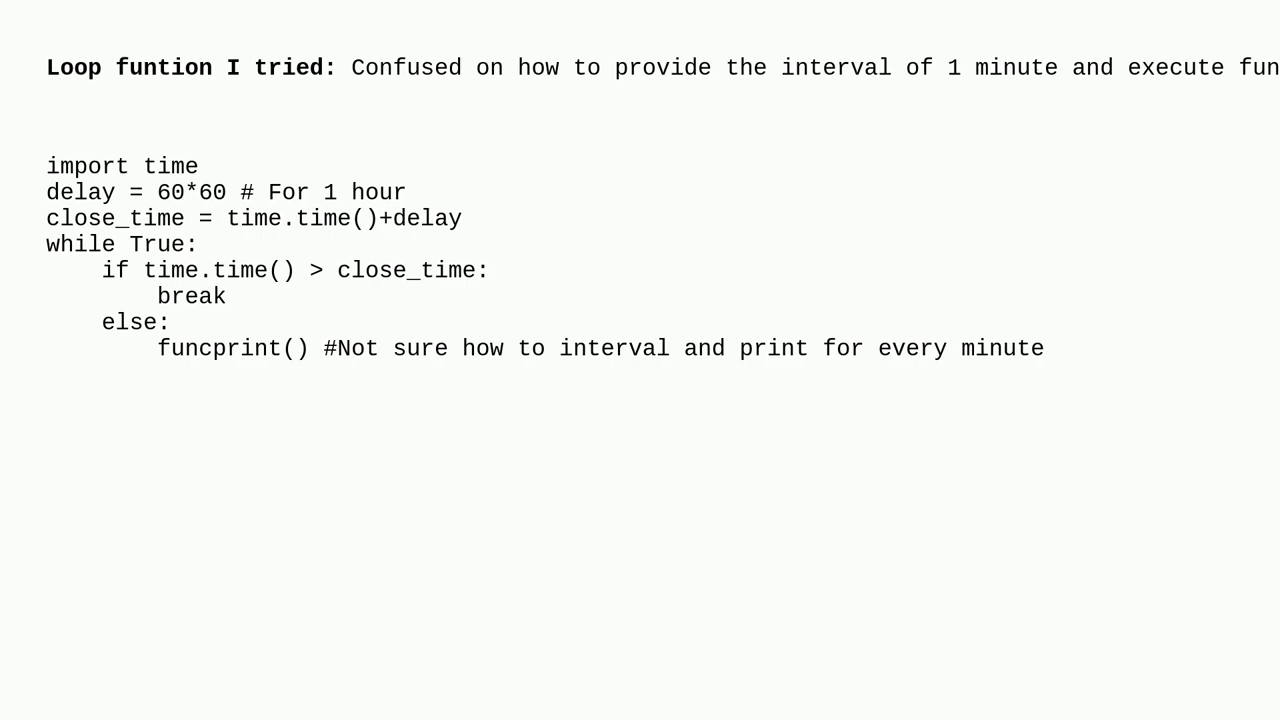 Loop funtion I tried: Confused on how to provide the interval of 1 minute and execute
import time
delay = 60*60 # For 1 hour
close_time = time.time()+delay
while True:
    if time.time() > close_time:
        break
    else:
        funcprint() #Not sure how to interval and print for every minute